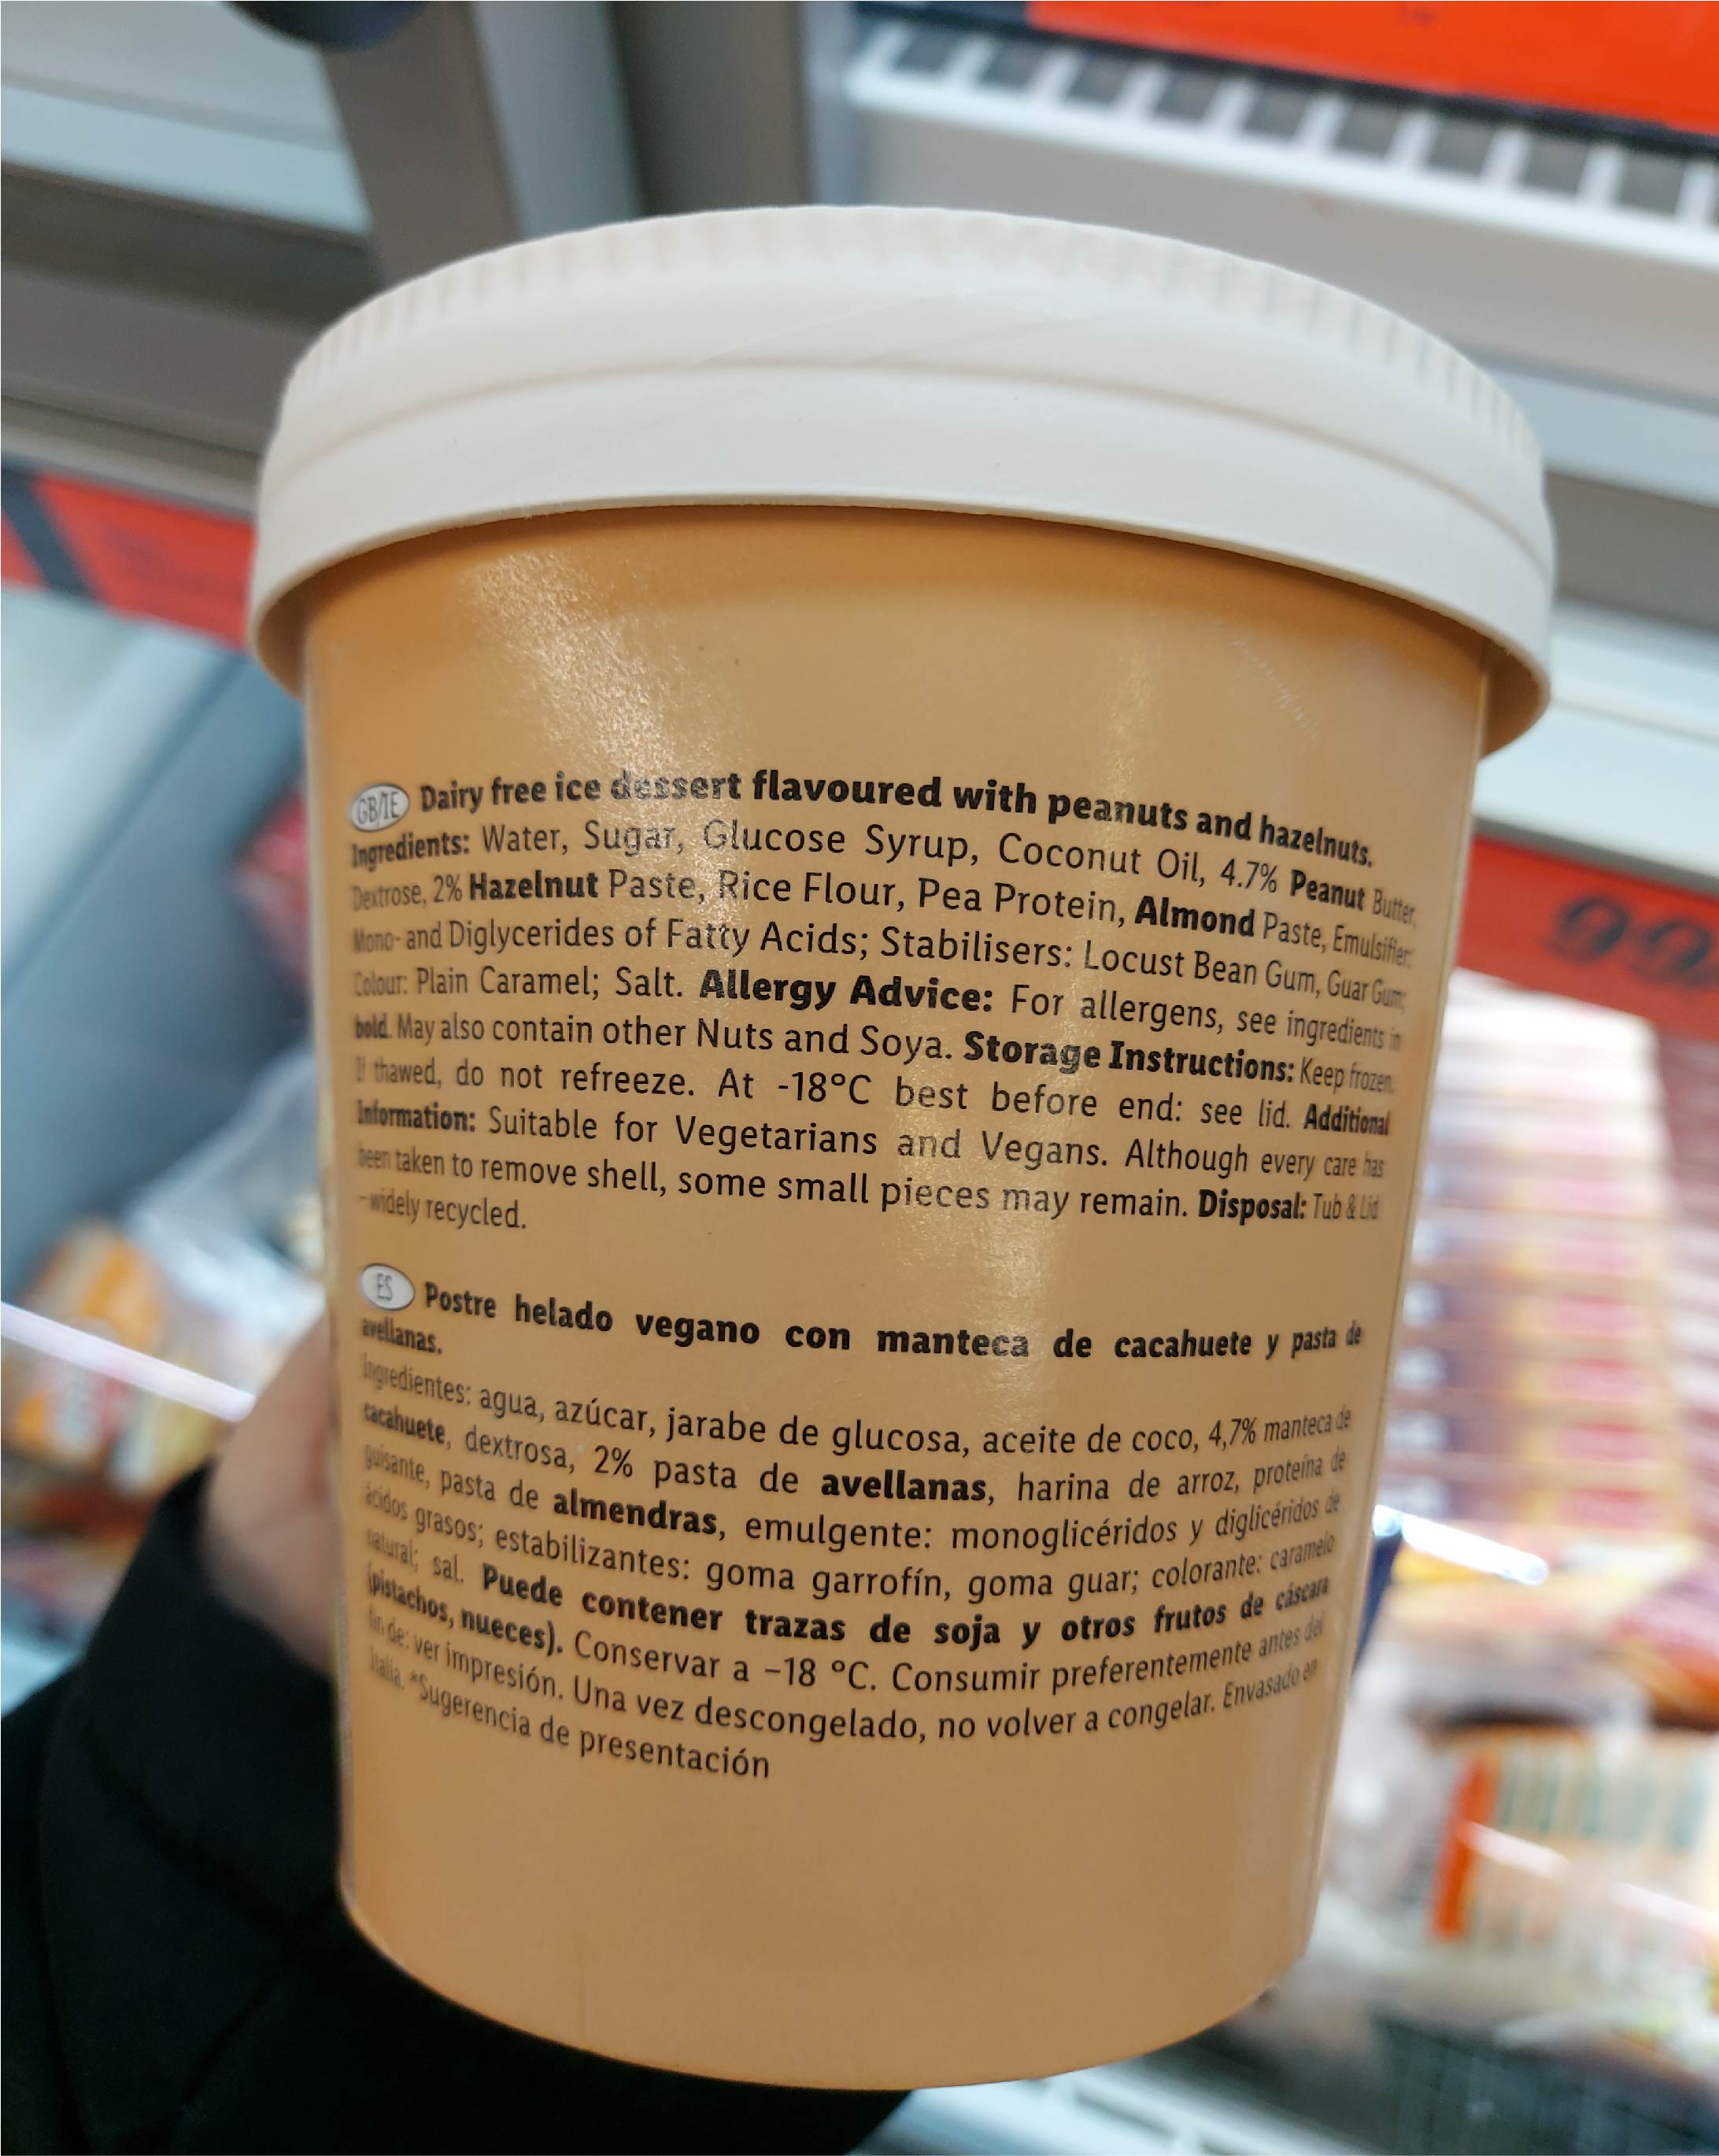 GB/IE Dairy free ice dessert flavoured with peanuts and hazelnuts.
Ingredients: Water, Sugar, Glucose Syrup, Coconut Oil, 4.7% Peanut Butter,
Dextrose, 2% Hazelnut Paste, Rice Flour, Pea Protein, Almond Paste, Emulsifier:
Mono- and Diglycerides of Fatty Acids; Stabilisers: Locust Bean Gum, Guar Gum;
Colour: Plain Caramel; Salt. Allergy Advice: For allergens, see ingredients in
bold. May also contain other Nuts and Soya. Storage Instructions: Keep frozen.
If thawed, do not refreeze. At -18°C best before end: see lid. Additional
Information: Suitable for Vegetarians and Vegans. Although every care has
been taken to remove shell, some small pieces may remain. Disposal: Tub & Lid
- widely recycled.
ES Postre helado vegano con manteca de cacahuete y pasta de
avellanas.
Ingredientes: agua, azúcar, jarabe de glucosa, aceite de coco, 4,7% manteca de
cacahuete, dextrosa, 2% pasta de avellanas, harina de arroz, proteína de
guisante, pasta de almendras, emulgente: monoglicéridos y diglicéridos de
ácidos grasos; estabilizantes: goma garrofín, goma guar; colorante: caramelo
natural; sal. Puede contener trazas de soja y otros frutos de cáscara
(pistachos, nueces). Conservar a −18 °C. Consumir preferentemente antes del
fin de: ver impresión. Una vez descongelado, no volver a congelar. Envasado en
Italia. *Sugerencia de presentación